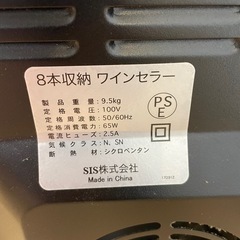 8本収納 ワインセラー
製品重量：9.5kg
定格電圧：100V
定格周波数：50/60Hz
定格消費電力：65W
電流ヒューズ：2.5A
気候クラス：N, SN
断熱材：シクロペンタン
PS
E
SIS株式会社
Made in China